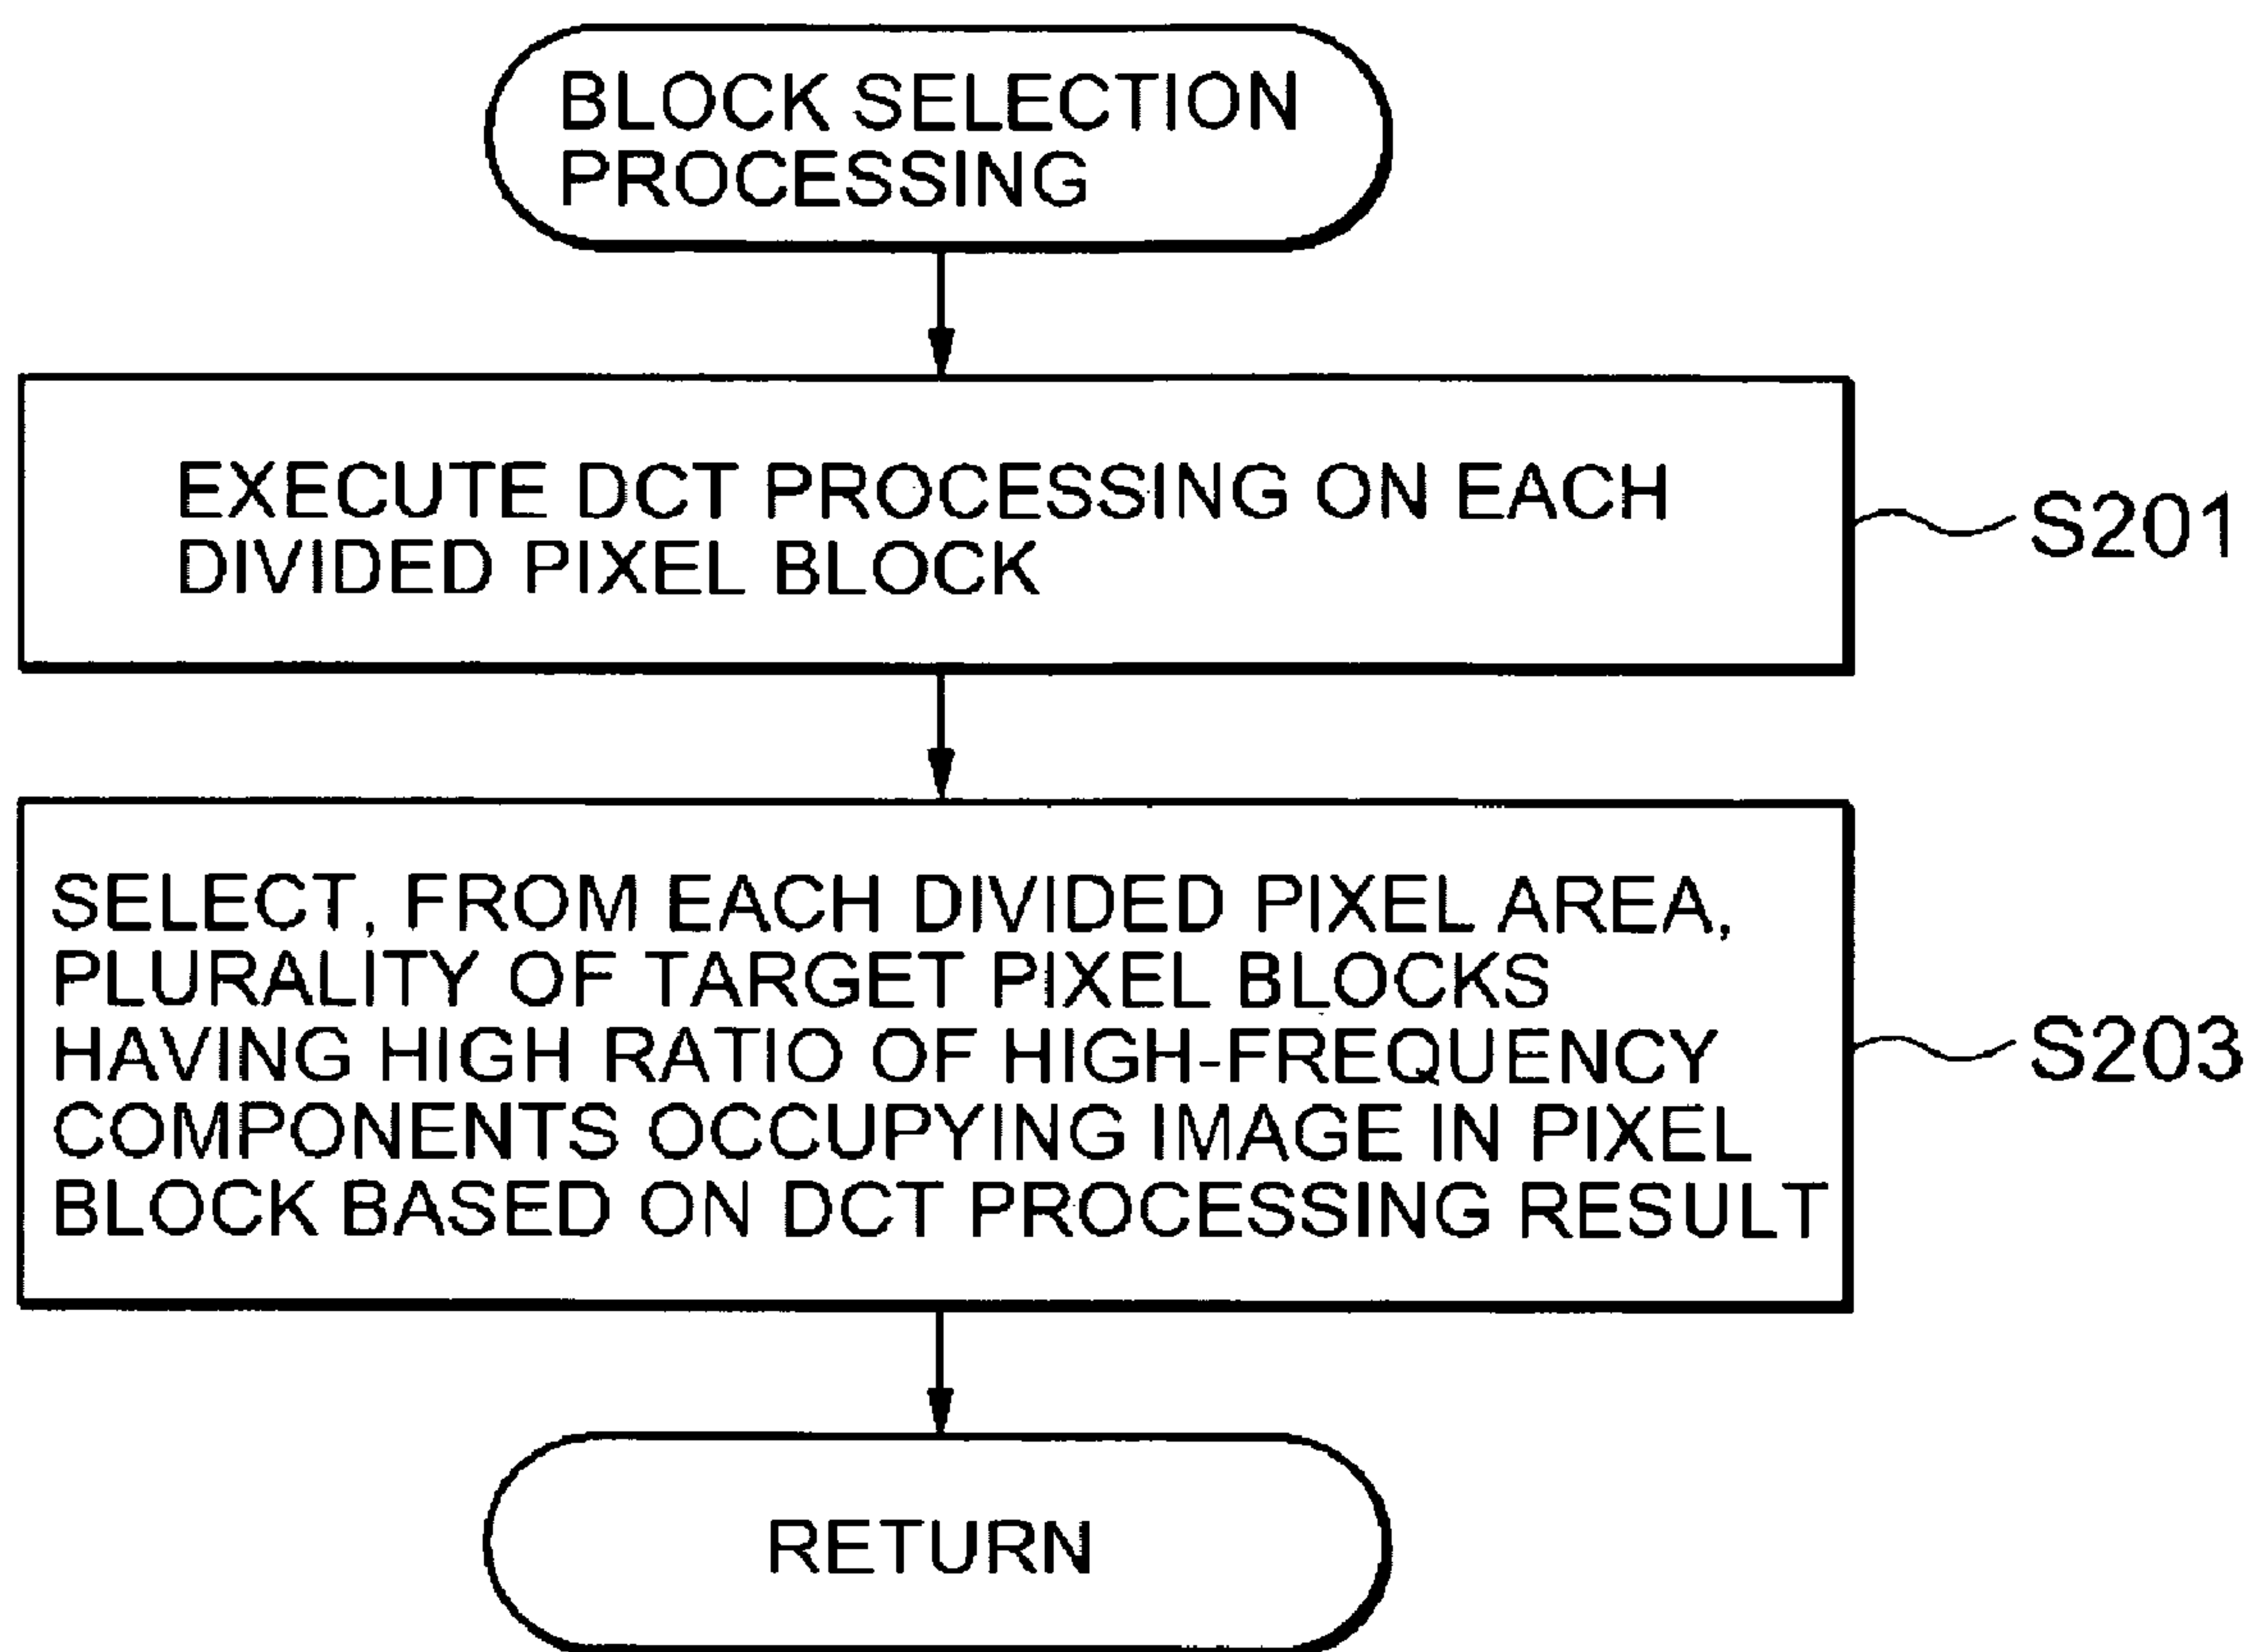 BLOCK SELECTION
PROCESSING
EXECUTE DCT PROCESSING ON EACH
DIVIDED PIXEL BLOCK
S201
SELECT, FROM EACH DIVIDED PIXEL AREA,
PLURALITY OF TARGET PIXEL BLOCKS
HAVING HIGH RATIO OF HIGH-FREQUENCY
COMPONENTS OCCUPYING IMAGE IN PIXEL
BLOCK BASED ON DCT PROCESSING RESULT
S203
RETURN